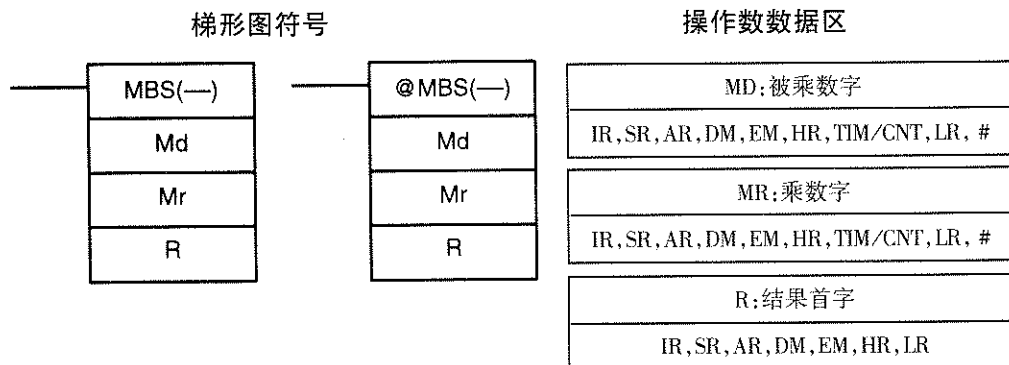 梯形图符号
操作数数据区
MBS(—)
Md
Mr
R
@MBS(—)
Md
Mr
R
MD:被乘数字
IR,SR,AR,DM,EM,HR,TIM/CNT,LR, #
MR:乘数字
IR,SR,AR,DM,EM,HR,TIM/CNT,LR, #
R:结果首字
IR,SR,AR,DM,EM,HR,LR